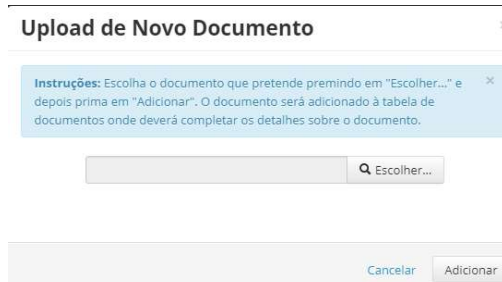 Upload de Novo Documento
Instruções: Escolha o documento que pretende premindo em "Escolher..." e
depois prima em "Adicionar". O documento será adicionado à tabela de
documentos onde deverá completar os detalhes sobre o documento.
Escolher...
Cancelar Adicionar